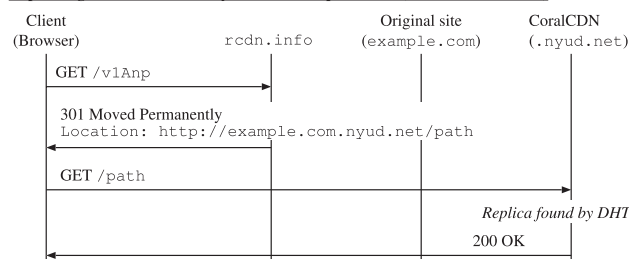 Client Original site CoralCDN
(Browser) rcdn.info (example.com) (.nyud.net)
GET /v1Anp
301 Moved Permanently
Location: http://example.com.nyud.net/path
GET /path
Replica found by DHT
200 OK